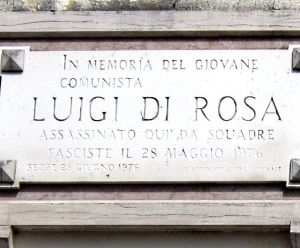 IN MEMORIA DEL GIOVANE
COMUNISTA
LUIGI DI ROSA
ASSASSINATO QUI DA SQUADRE
FASCISTE IL 28 MAGGIO 1976
SEZZE 28 GIUGNO 1976